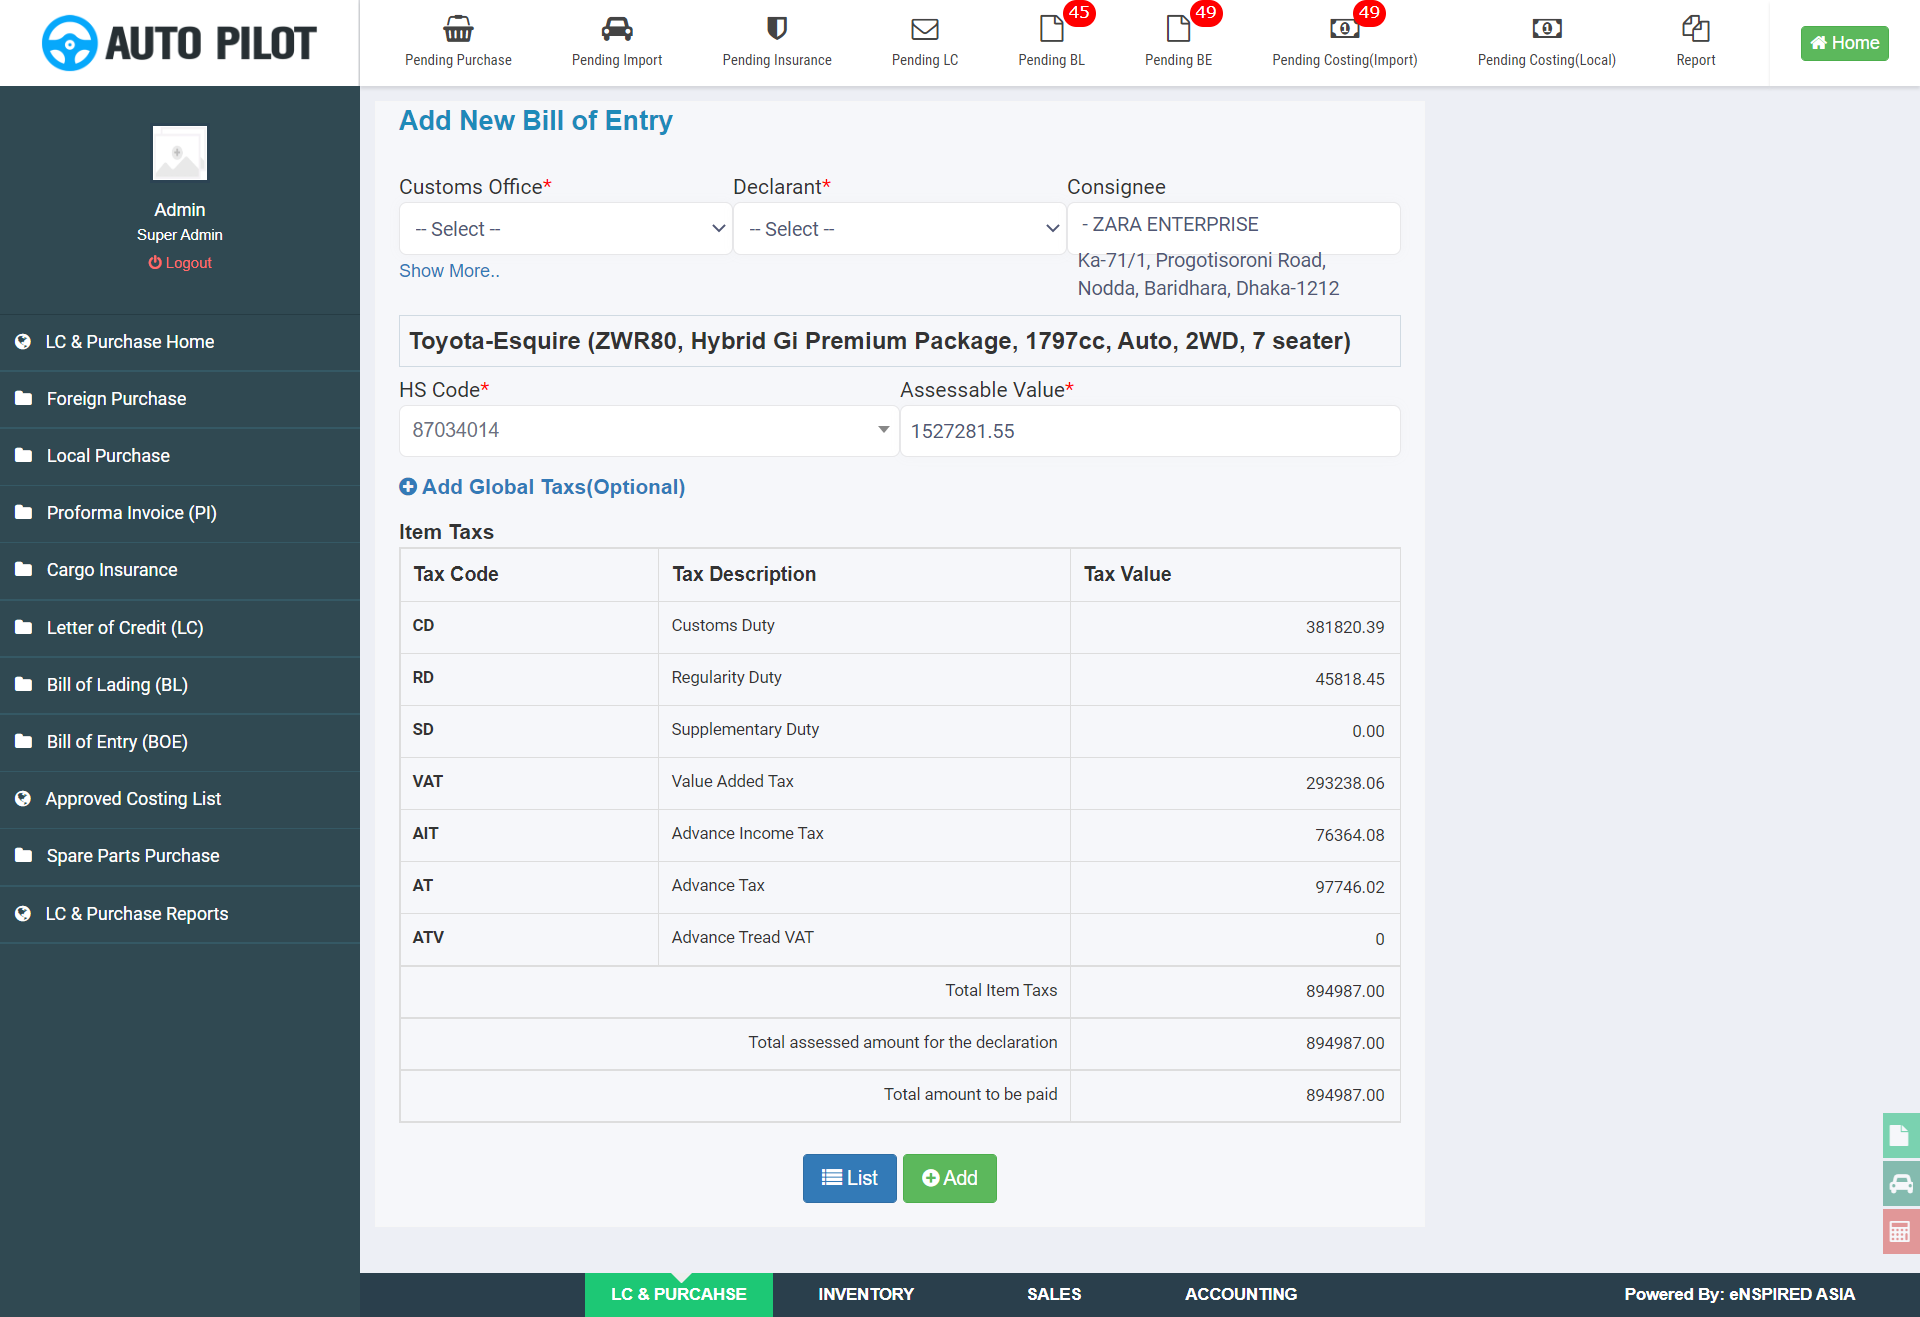 AUTO PILOT
Pending Purchase
Pending Import
Pending Insurance
Pending LC
45
Pending BL
49
Pending BE
49
Pending Costing(Import)
Pending Costing(Local)
Report
Home
Admin
Super Admin
Logout
LC & Purchase Home
Foreign Purchase
Local Purchase
Proforma Invoice (PI)
Cargo Insurance
Letter of Credit (LC)
Bill of Lading (BL)
Bill of Entry (BOE)
Approved Costing List
Spare Parts Purchase
LC & Purchase Reports
Add New Bill of Entry
Customs Office* Declarant* Consignee
-- Select -- -- Select -- - ZARA ENTERPRISE
Show More.. Ka-71/1, Progotisoroni Road,
Nodda, Baridhara, Dhaka-1212
Toyota-Esquire (ZWR80, Hybrid Gi Premium Package, 1797cc, Auto, 2WD, 7 seater)
HS Code* Assessable Value*
87034014 1527281.55
Add Global Taxs(Optional)
Item Taxs
Tax Code Tax Description Tax Value
CD Customs Duty 381820.39
RD Regularity Duty 45818.45
SD Supplementary Duty 0.00
VAT Value Added Tax 293238.06
AIT Advance Income Tax 76364.08
AT Advance Tax 97746.02
ATV Advance Tread VAT 0
Total Item Taxs 894987.00
Total assessed amount for the declaration 894987.00
Total amount to be paid 894987.00
List Add
LC & PURCAHSE INVENTORY SALES ACCOUNTING Powered By: eNSPIRED ASIA